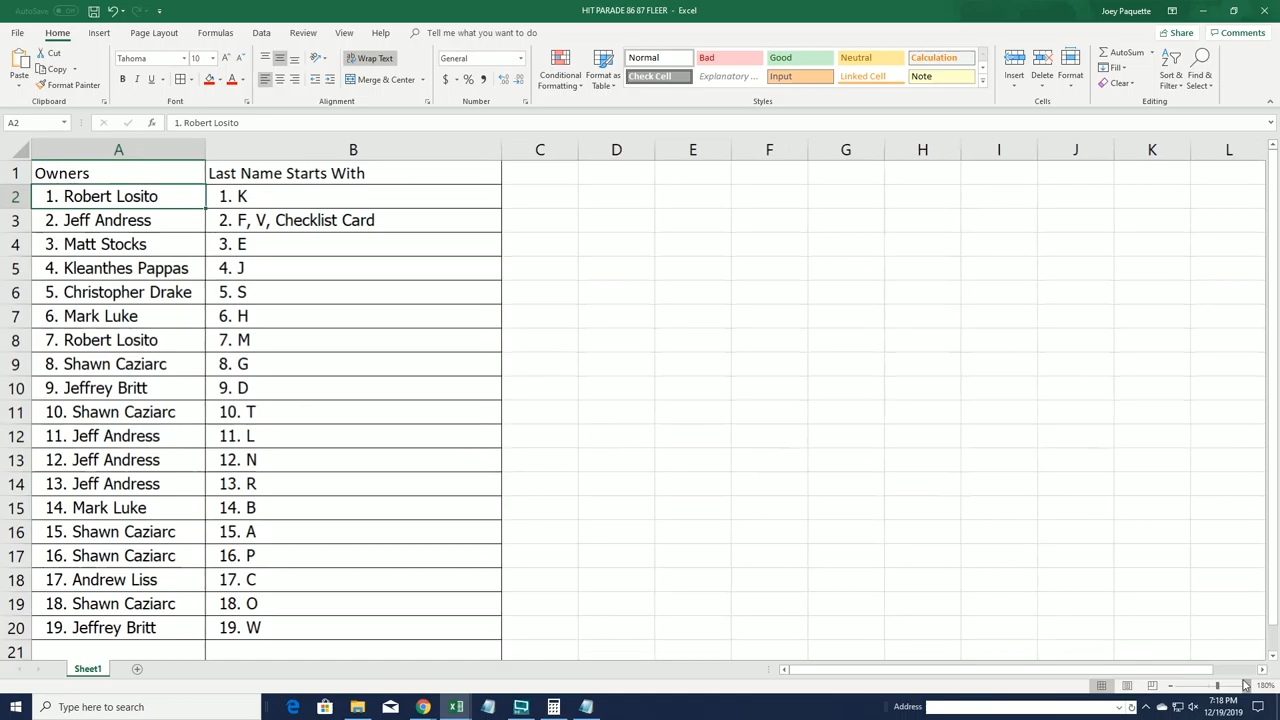 AutoSave Off
HIT PARADE 86 87 FLEER - Excel
Joey Paquette
File Home Insert Page Layout Formulas Data Review View Help Tell me what you want to do
Share Comments
Paste
Cut
Copy
Format Painter
Clipboard
Tahoma 10
B I U A
Font
Wrap Text
Merge & Center
Alignment
General
$ %
Number
Conditional Formatting
Format as Table
Normal Bad Good Neutral Calculation
Check Cell Explanatory ... Input Linked Cell Note
Styles
Insert Delete Format
Cells
AutoSum
Fill
Clear
Sort & Filter
Find & Select
Editing
A2 fx 1. Robert Losito
A B C D E F G H I J K L
1 Owners Last Name Starts With
2 1. Robert Losito 1. K
3 2. Jeff Andress 2. F, V, Checklist Card
4 3. Matt Stocks 3. E
5 4. Kleanthes Pappas 4. J
6 5. Christopher Drake 5. S
7 6. Mark Luke 6. H
8 7. Robert Losito 7. M
9 8. Shawn Caziarc 8. G
10 9. Jeffrey Britt 9. D
11 10. Shawn Caziarc 10. T
12 11. Jeff Andress 11. L
13 12. Jeff Andress 12. N
14 13. Jeff Andress 13. R
15 14. Mark Luke 14. B
16 15. Shawn Caziarc 15. A
17 16. Shawn Caziarc 16. P
18 17. Andrew Liss 17. C
19 18. Shawn Caziarc 18. O
20 19. Jeffrey Britt 19. W
21
Sheet1
180%
Type here to search
Address
7:18 PM
12/19/2019